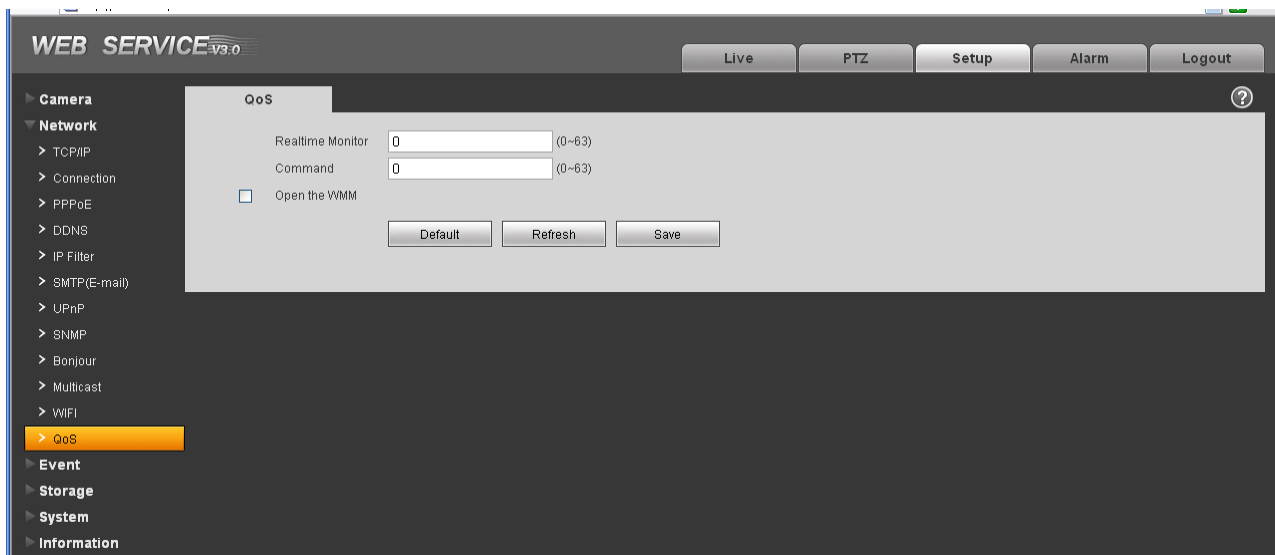 WEB SERVICE V3.0
Live PTZ Setup Alarm Logout
Camera
Network
TCP/IP
Connection
PPPoE
DDNS
IP Filter
SMTP(E-mail)
UPnP
SNMP
Bonjour
Multicast
WIFI
QoS
Event
Storage
System
Information
QoS
?
Realtime Monitor 0 (0~63)
Command 0 (0~63)
Open the WMM
Default Refresh Save